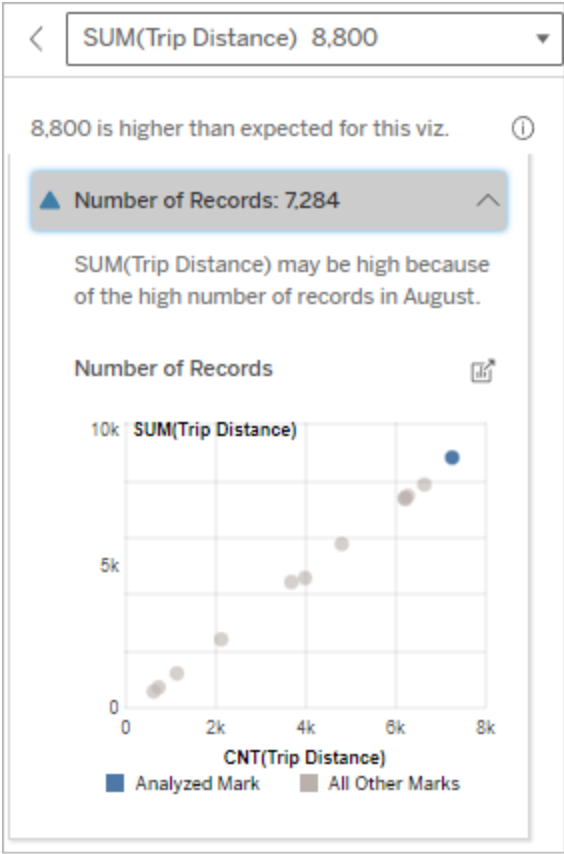 SUM(Trip Distance) 8,800
8,800 is higher than expected for this viz.
Number of Records: 7,284
SUM(Trip Distance) may be high because
of the high number of records in August.
Number of Records
10k SUM(Trip Distance)
5k
0
0 2k 4k 6k 8k
CNT(Trip Distance)
Analyzed Mark All Other Marks